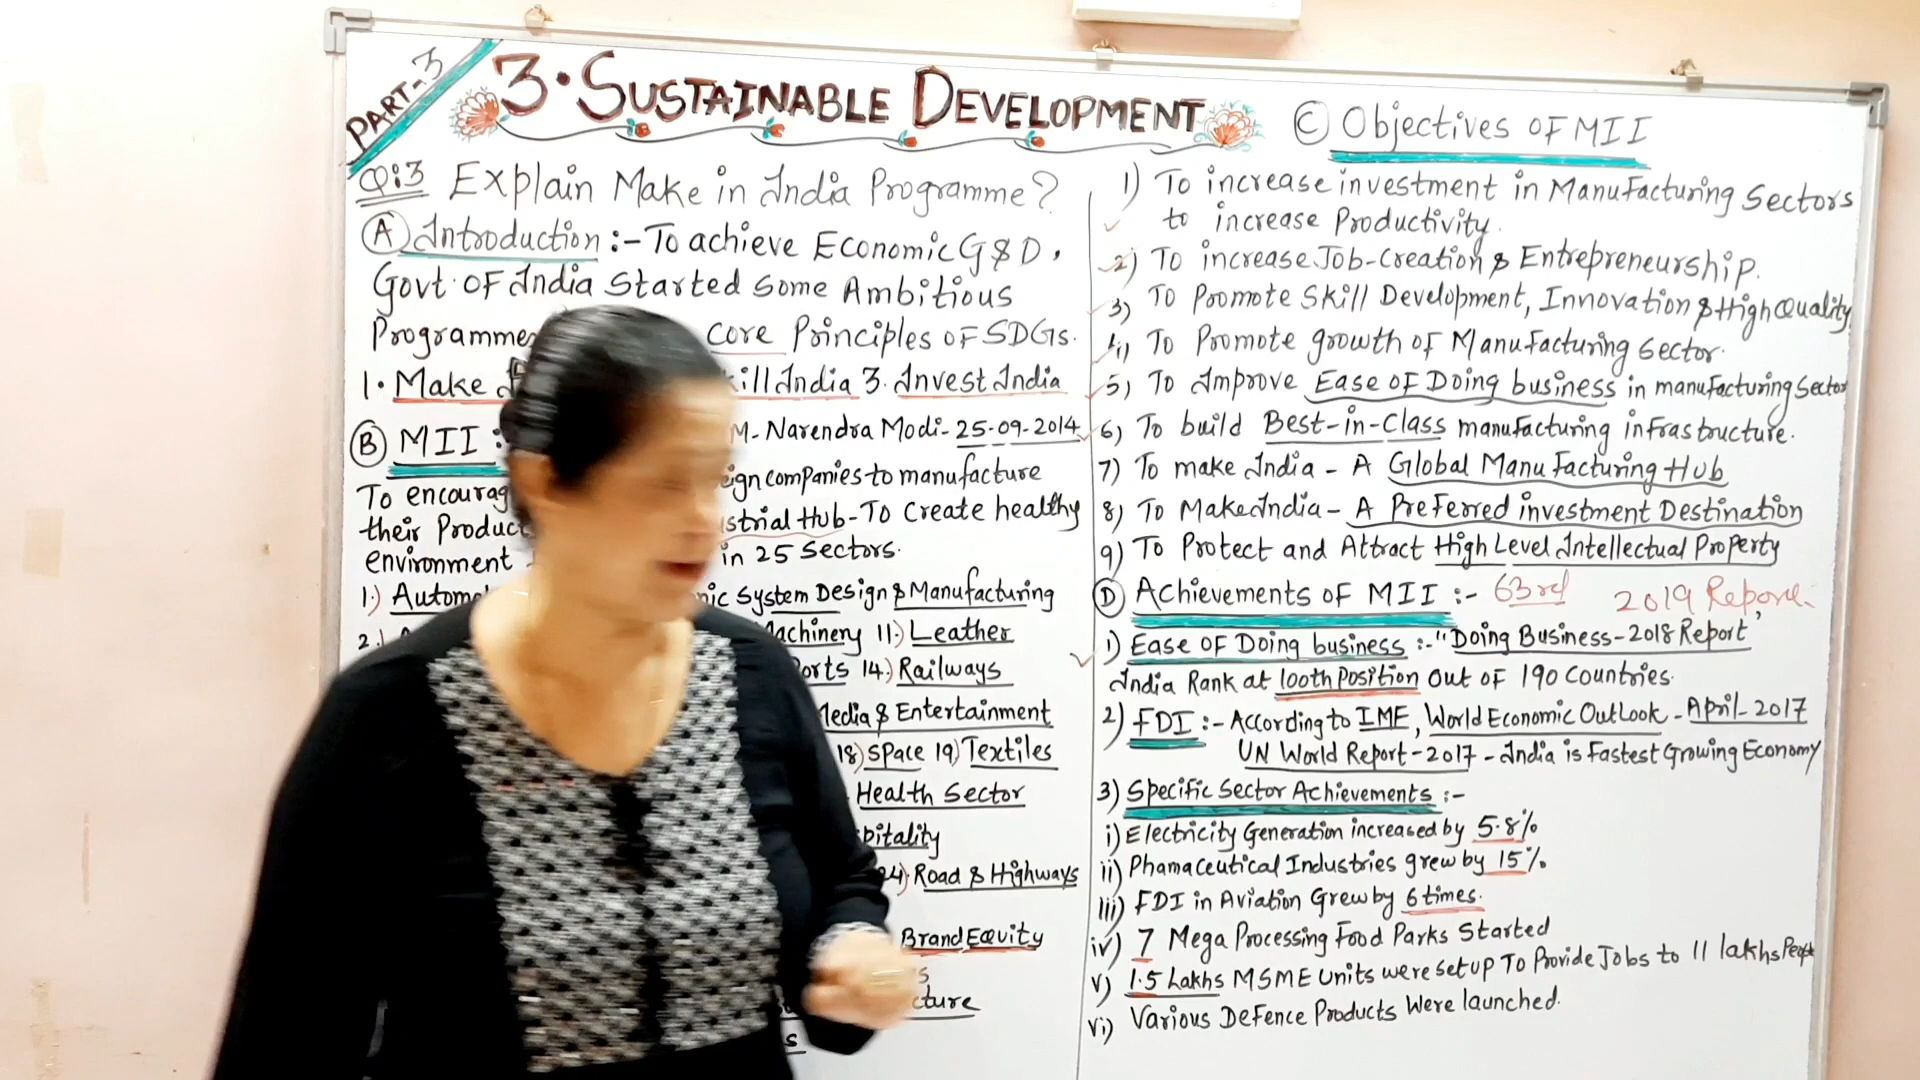 PART-3
3. SUSTAINABLE DEVELOPMENT
Q:3 Explain Make in India Programme?
A Introduction :- To achieve Economic G & D,
Govt. OF India Started Some Ambitious
Programme core Principles OF SDGs.
1. Make India 3. Invest India
B MII : Narendra Modi - 25-09-2014
To companies to manufacture
their Hub - To Create healthy
environment in 25 Sectors.
1.) System Design & Manufacturing
2.) Machinery 11.) Leather
14.) Railways
Media & Entertainment
18) Space 19) Textiles
Health Sector
24) Road & Highways
Brand Eqvity
C Objectives OF MII
1) To increase investment in Manufacturing Sectors
to increase Productivity.
2) To increase Job-Creation & Entrepreneurship.
3) To Promote Skill Development, Innovation & High Quality
4) To Promote growth of Manufacturing Sector.
5) To Improve Ease OF Doing business in manufacturing Sector
6) To build Best-in-Class manufacturing infrastructure.
7) To make India - A Global Manufacturing Hub
8) To Make India - A Preferred investment Destination
9) To Protect and Attract High Level Intellectual Property
D Achievements OF MII :- 63rd 2019 Report.
1) Ease OF Doing business :- "Doing Business-2018 Report"
India Rank at 100th Position Out OF 190 Countries.
2) FDI :- According to IMF, World Economic OutLook - April-2017
UN World Report-2017 - India is Fastest Growing Economy
3) Specific Sector Achievements :-
i) Electricity Generation increased by 5.8%
ii) Phamaceutical Industries grew by 15%
iii) FDI in Aviation Grew by 6 times.
iv) 7 Mega Processing Food Parks Started
v) 1.5 Lakhs MSME Units were set up To Provide Jobs to 11 lakhs People
vi) Various Defence Products Were launched.